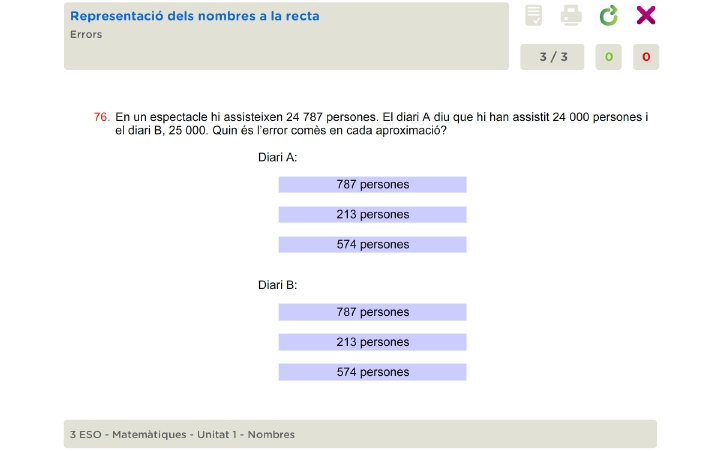 Representació dels nombres a la recta
Errors
3 / 3
0
0
76. En un espectacle hi assisteixen 24 787 persones. El diari A diu que hi han assistit 24 000 persones i
el diari B, 25 000. Quin és l'error comès en cada aproximació?
Diari A:
787 persones
213 persones
574 persones
Diari B:
787 persones
213 persones
574 persones
3 ESO - Matemàtiques - Unitat 1 - Nombres